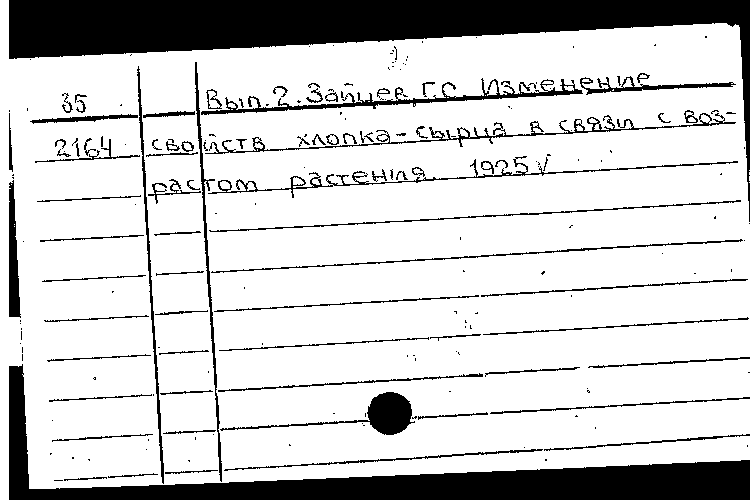 35 Вып. 2. Зайцев, Г.С. Изменение
2164 свойств хлопка-сырца в связи с воз-
растом растения. 1925 √